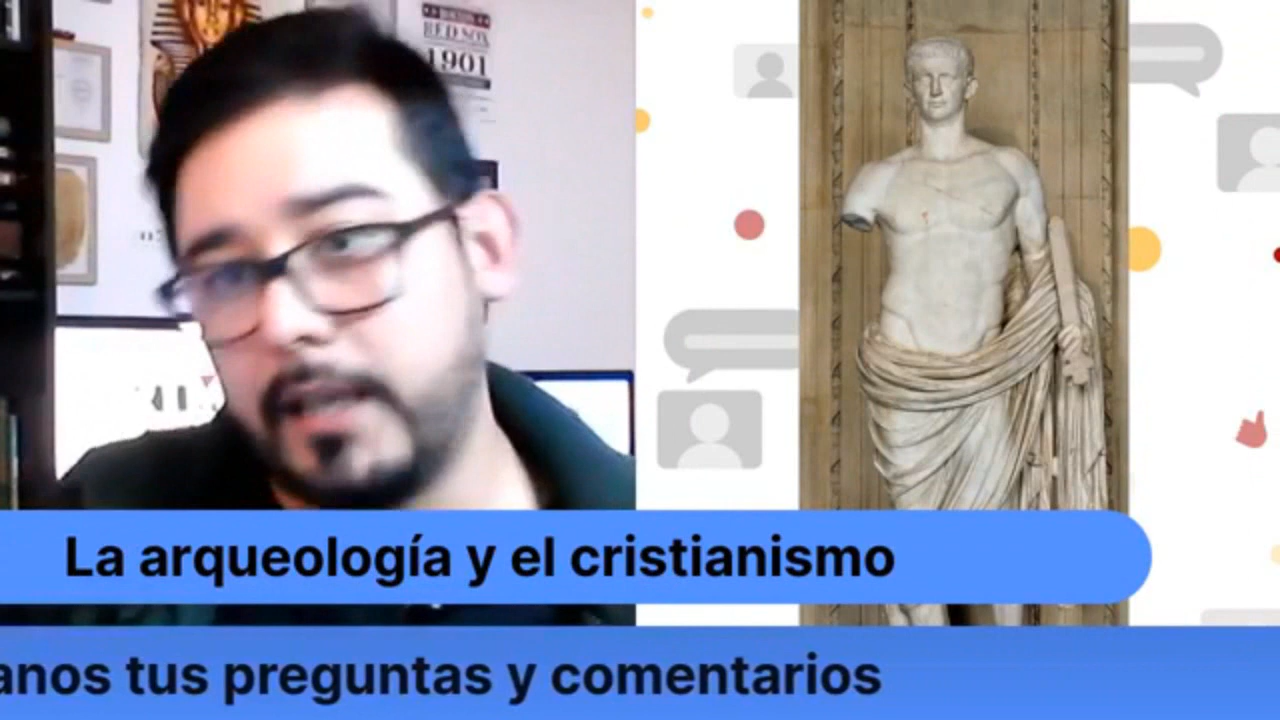 RED SOX
1901
La arqueología y el cristianismo
anos tus preguntas y comentarios